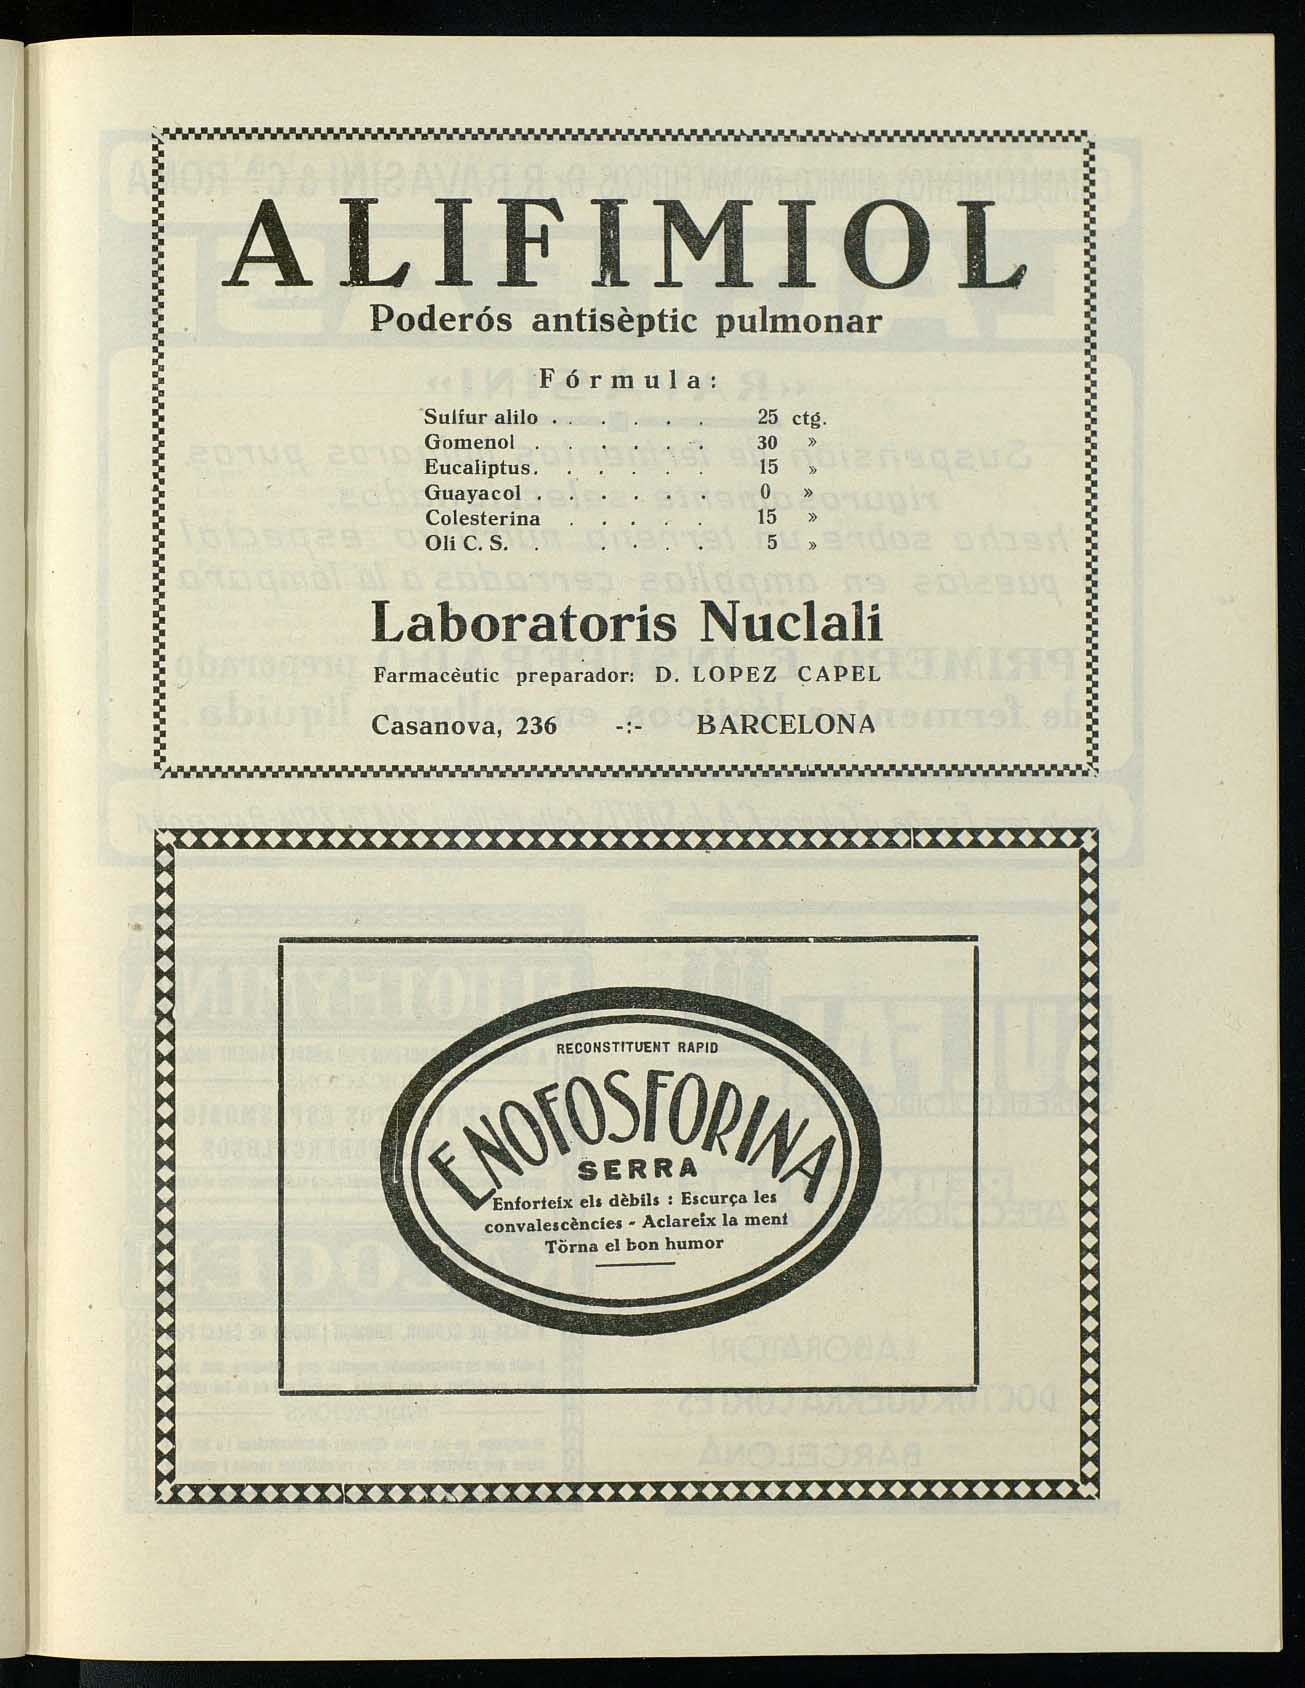 ALIFIMIOL
Poderós antisèptic pulmonar
Fórmula:
Sulfur alilo . . . . . . 25 ctg.
Gomenol . . . . . . 30 »
Eucaliptus. . . . . . 15 »
Guayacol . . . . . . 0 »
Colesterina . . . . . 15 »
Oli C. S. . . . . . 5 »
Laboratoris Nuclali
Farmacèutic preparador: D. LOPEZ CAPEL
Casanova, 236 -:- BARCELONA
RECONSTITUENT RAPID
ENOFOSFORINA
SERRA
Enforteix els dèbils : Escurça les
convalescències - Aclareix la ment
Törna el bon humor